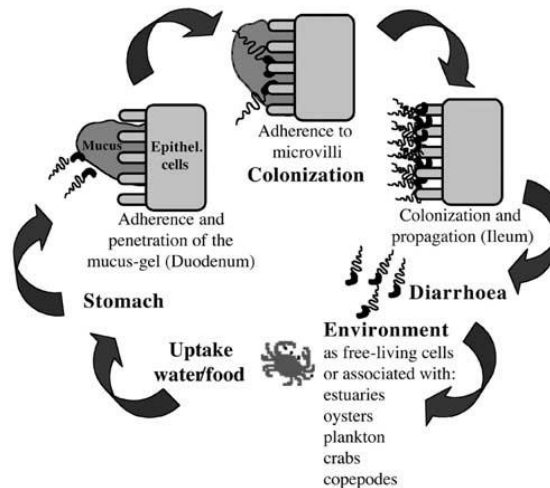 Adherence to
microvilli
Colonization
Mucus
Epithel.
cells
Adherence and
penetration of the
mucus-gel (Duodenum)
Colonization and
propagation (Ileum)
Stomach
Diarrhoea
Uptake
water/food
Environment
as free-living cells
or associated with:
estuaries
oysters
plankton
crabs
copepodes